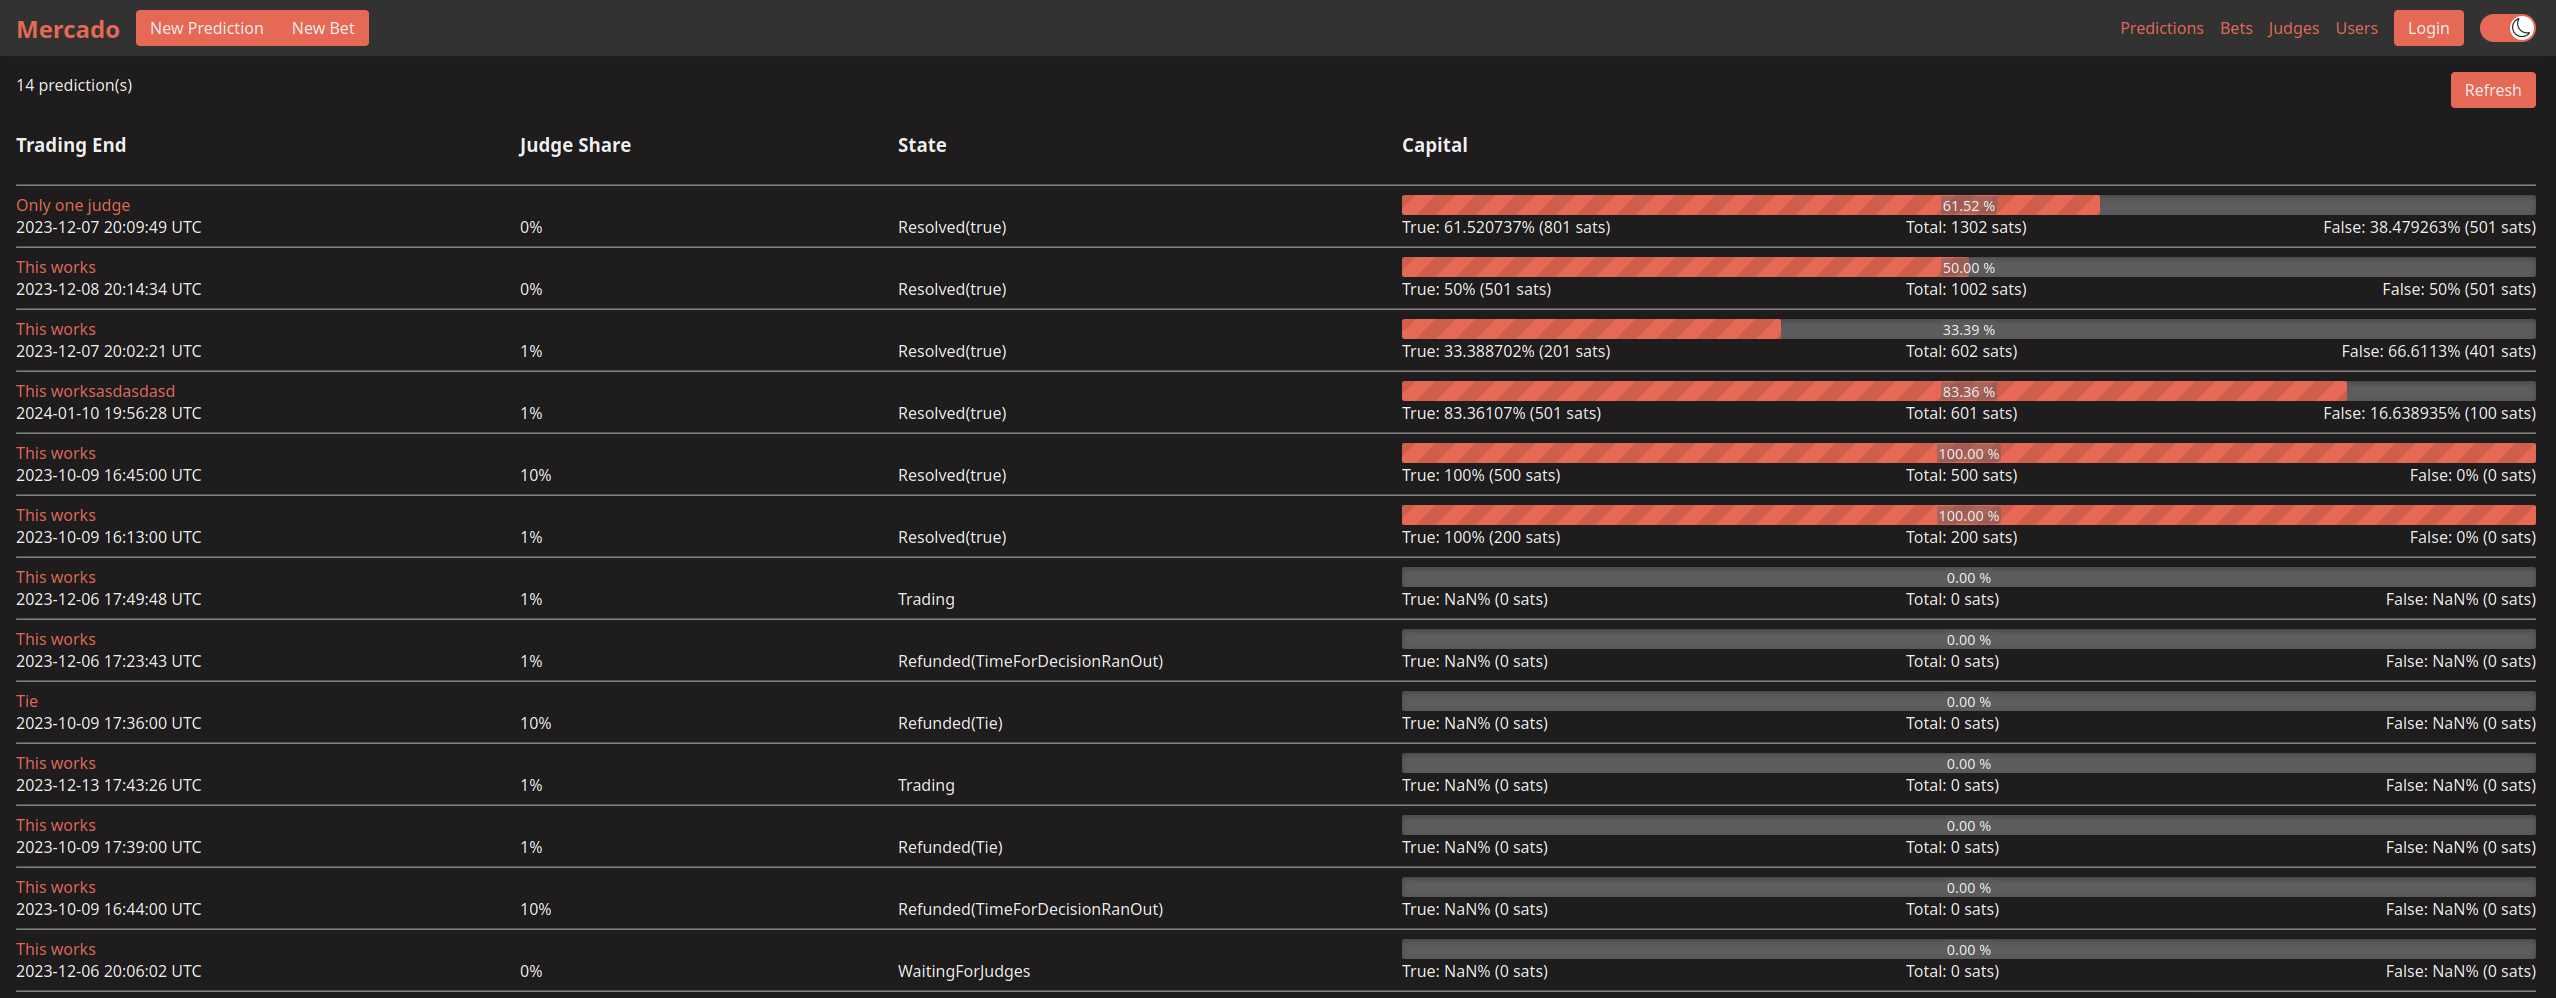 Mercado New Prediction New Bet Predictions Bets Judges Users Login
14 prediction(s) Refresh
Trading End Judge Share State Capital
Only one judge 61.52 %
2023-12-07 20:09:49 UTC 0% Resolved(true) True: 61.520737% (801 sats) Total: 1302 sats) False: 38.479263% (501 sats)
This works 50.00 %
2023-12-08 20:14:34 UTC 0% Resolved(true) True: 50% (501 sats) Total: 1002 sats) False: 50% (501 sats)
This works 33.39 %
2023-12-07 20:02:21 UTC 1% Resolved(true) True: 33.388702% (201 sats) Total: 602 sats) False: 66.6113% (401 sats)
This worksasdasdasd 83.36 %
2024-01-10 19:56:28 UTC 1% Resolved(true) True: 83.36107% (501 sats) Total: 601 sats) False: 16.638935% (100 sats)
This works 100.00 %
2023-10-09 16:45:00 UTC 10% Resolved(true) True: 100% (500 sats) Total: 500 sats) False: 0% (0 sats)
This works 100.00 %
2023-10-09 16:13:00 UTC 1% Resolved(true) True: 100% (200 sats) Total: 200 sats) False: 0% (0 sats)
This works 0.00 %
2023-12-06 17:49:48 UTC 1% Trading True: NaN% (0 sats) Total: 0 sats) False: NaN% (0 sats)
This works 0.00 %
2023-12-06 17:23:43 UTC 1% Refunded(TimeForDecisionRanOut) True: NaN% (0 sats) Total: 0 sats) False: NaN% (0 sats)
Tie 0.00 %
2023-10-09 17:36:00 UTC 10% Refunded(Tie) True: NaN% (0 sats) Total: 0 sats) False: NaN% (0 sats)
This works 0.00 %
2023-12-13 17:43:26 UTC 1% Trading True: NaN% (0 sats) Total: 0 sats) False: NaN% (0 sats)
This works 0.00 %
2023-10-09 17:39:00 UTC 1% Refunded(Tie) True: NaN% (0 sats) Total: 0 sats) False: NaN% (0 sats)
This works 0.00 %
2023-10-09 16:44:00 UTC 10% Refunded(TimeForDecisionRanOut) True: NaN% (0 sats) Total: 0 sats) False: NaN% (0 sats)
This works 0.00 %
2023-12-06 20:06:02 UTC 0% WaitingForJudges True: NaN% (0 sats) Total: 0 sats) False: NaN% (0 sats)